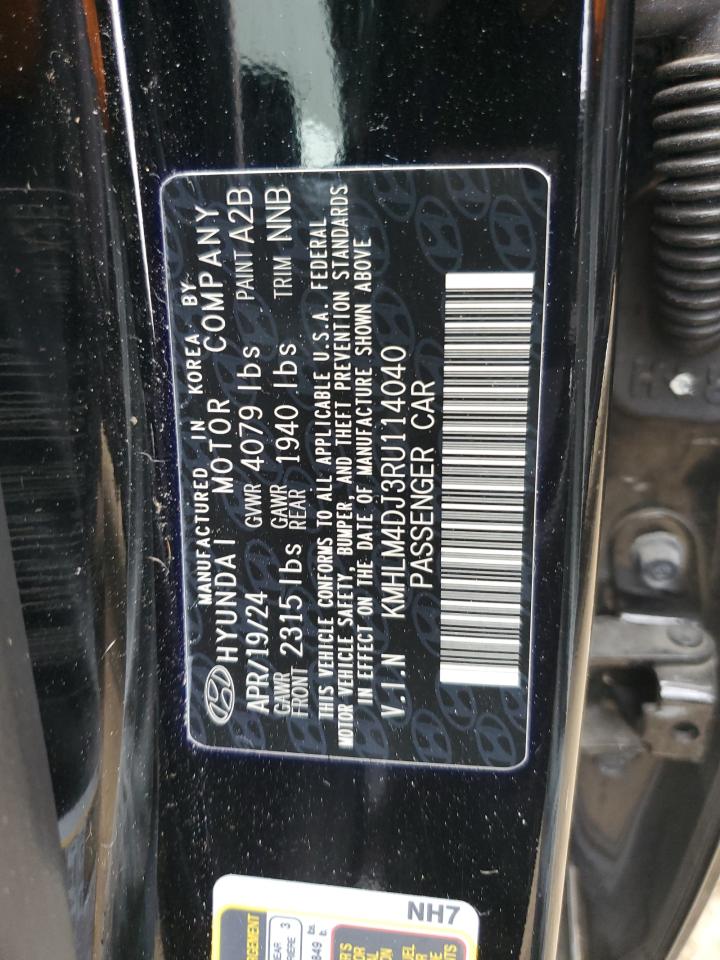 MANUFACTURED IN KOREA BY
HYUNDAI MOTOR COMPANY
APR/19/24 GVWR 4079 lbs PAINT A2B
GAWR FRONT 2315 lbs GAWR REAR 1940 lbs TRIM NNB
THIS VEHICLE CONFORMS TO ALL APPLICABLE U.S.A. FEDERAL
MOTOR VEHICLE SAFETY, BUMPER, AND THEFT PREVENTION STANDARDS
IN EFFECT ON THE DATE OF MANUFACTURE SHOWN ABOVE
V.I.N KMHLM4DJ3RU114040
PASSENGER CAR
NH7
3